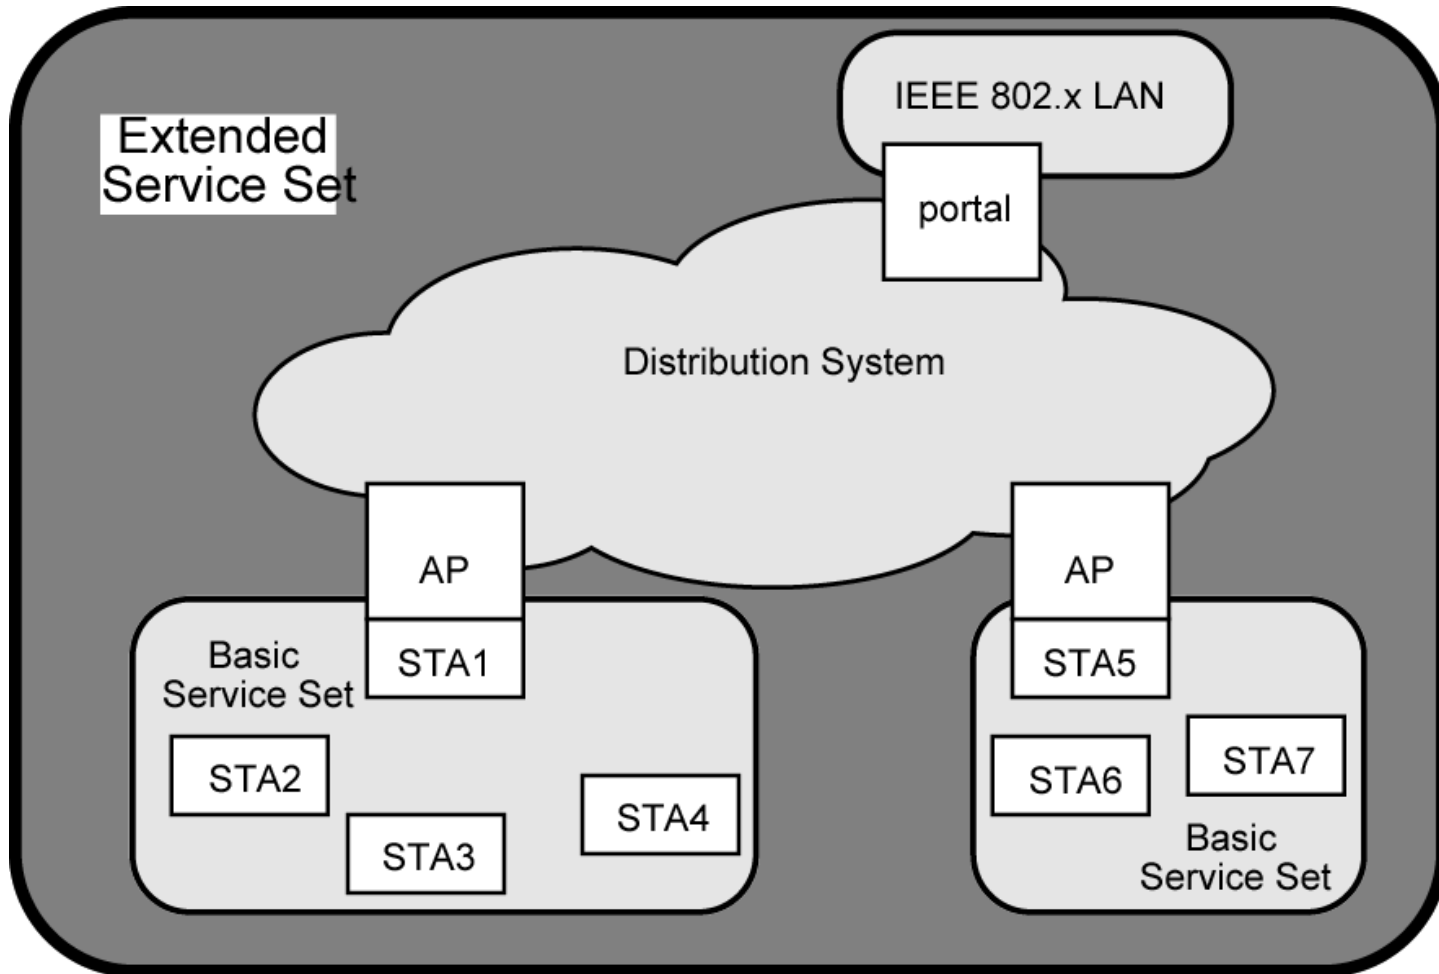 IEEE 802.x LAN
Extended
Service Set
portal
Distribution System
AP
AP
Basic
Service Set
STA1
STA5
STA2
STA3
STA4
STA6
STA7
Basic
Service Set